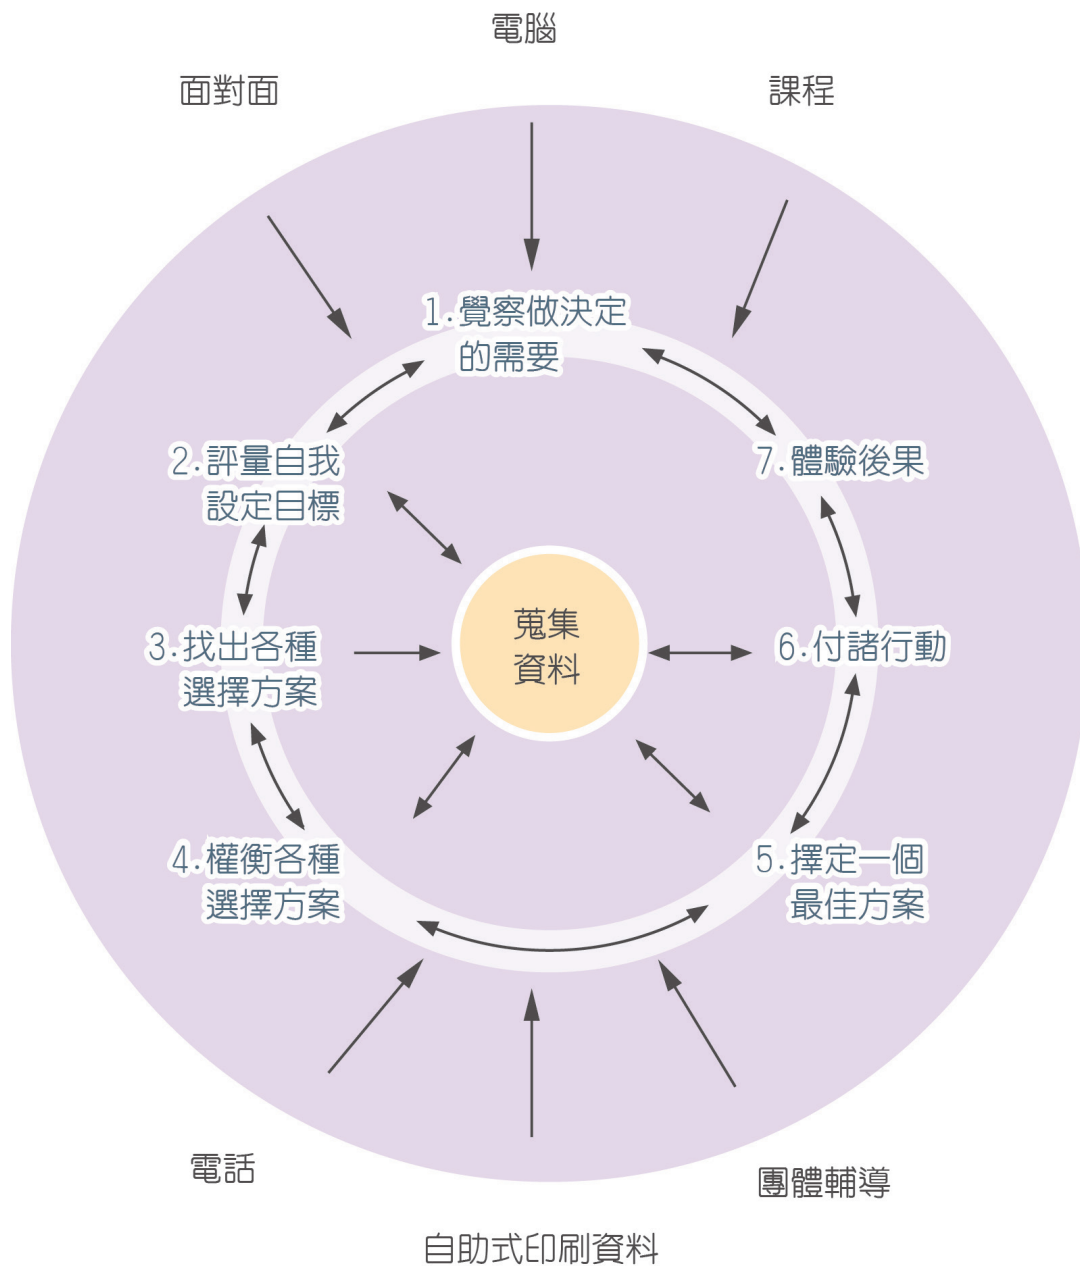 電腦
面對面
課程
1.覺察做決定
的需要
2.評量自我
設定目標
7.體驗後果
蒐集
資料
3.找出各種
選擇方案
6.付諸行動
4.權衡各種
選擇方案
5.擇定一個
最佳方案
電話
團體輔導
自助式印刷資料